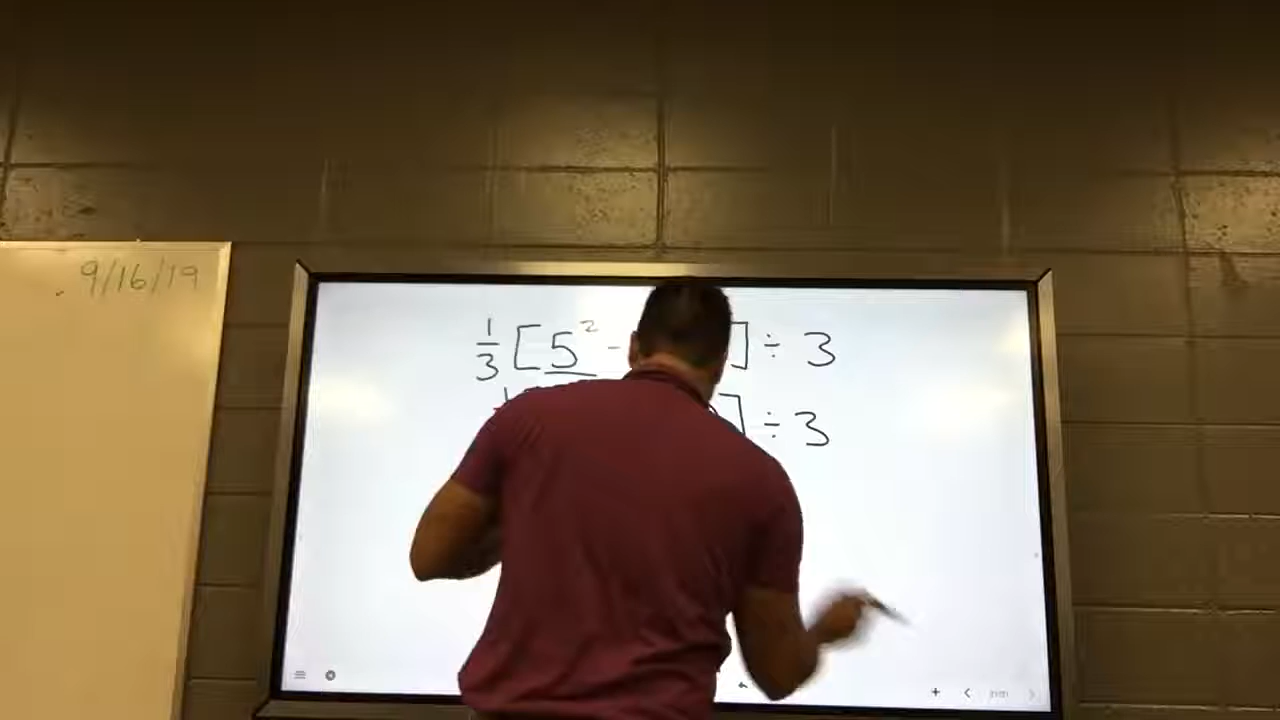 9/16/19
1/3 [5² - ] ÷ 3
] ÷ 3